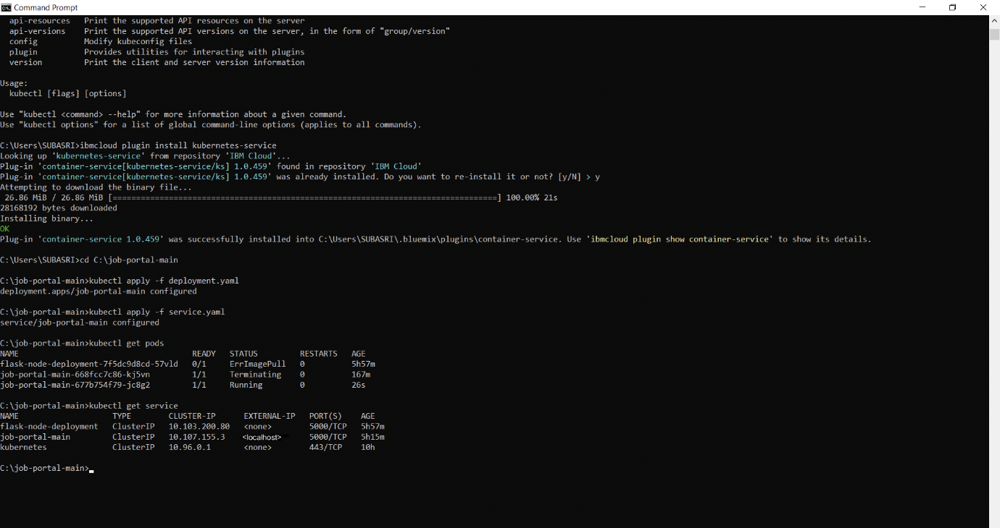 Command Prompt
api-resources   Print the supported API resources on the server
api-versions    Print the supported API versions on the server, in the form of "group/version"
config          Modify kubeconfig files
plugin          Provides utilities for interacting with plugins
version         Print the client and server version information
Usage:
kubectl [flags] [options]
Use "kubectl <command> --help" for more information about a given command.
Use "kubectl options" for a list of global command-line options (applies to all commands).
C:\Users\SUBASRI>ibmcloud plugin install kubernetes-service
Looking up 'kubernetes-service' from repository 'IBM Cloud'...
Plug-in 'container-service[kubernetes-service/ks] 1.0.459' found in repository 'IBM Cloud'
Plug-in 'container-service[kubernetes-service/ks] 1.0.459' was already installed. Do you want to re-install it or not? [y/N] > y
Attempting to download the binary file...
26.86 MiB / 26.86 MiB [==================================================================================] 100.00% 21s
28168192 bytes downloaded
Installing binary...
OK
Plug-in 'container-service 1.0.459' was successfully installed into C:\Users\SUBASRI\.bluemix\plugins\container-service. Use 'ibmcloud plugin show container-service' to show its details.
C:\Users\SUBASRI>cd C:\job-portal-main
C:\job-portal-main>kubectl apply -f deployment.yaml
deployment.apps/job-portal-main configured
C:\job-portal-main>kubectl apply -f service.yaml
service/job-portal-main configured
C:\job-portal-main>kubectl get pods
NAME                                     READY   STATUS         RESTARTS   AGE
flask-node-deployment-7f5dc9d8cd-57vld   0/1     ErrImagePull   0          5h57m
job-portal-main-668fcc7c86-kj5vn         1/1     Terminating    0          167m
job-portal-main-677b754f79-jc8g2         1/1     Running        0          26s
C:\job-portal-main>kubectl get service
NAME                    TYPE        CLUSTER-IP      EXTERNAL-IP   PORT(S)    AGE
flask-node-deployment   ClusterIP   10.103.200.80   <none>        5000/TCP   5h57m
job-portal-main         ClusterIP   10.107.155.3    <localhost>   5000/TCP   5h15m
kubernetes              ClusterIP   10.96.0.1       <none>        443/TCP    10h
C:\job-portal-main>